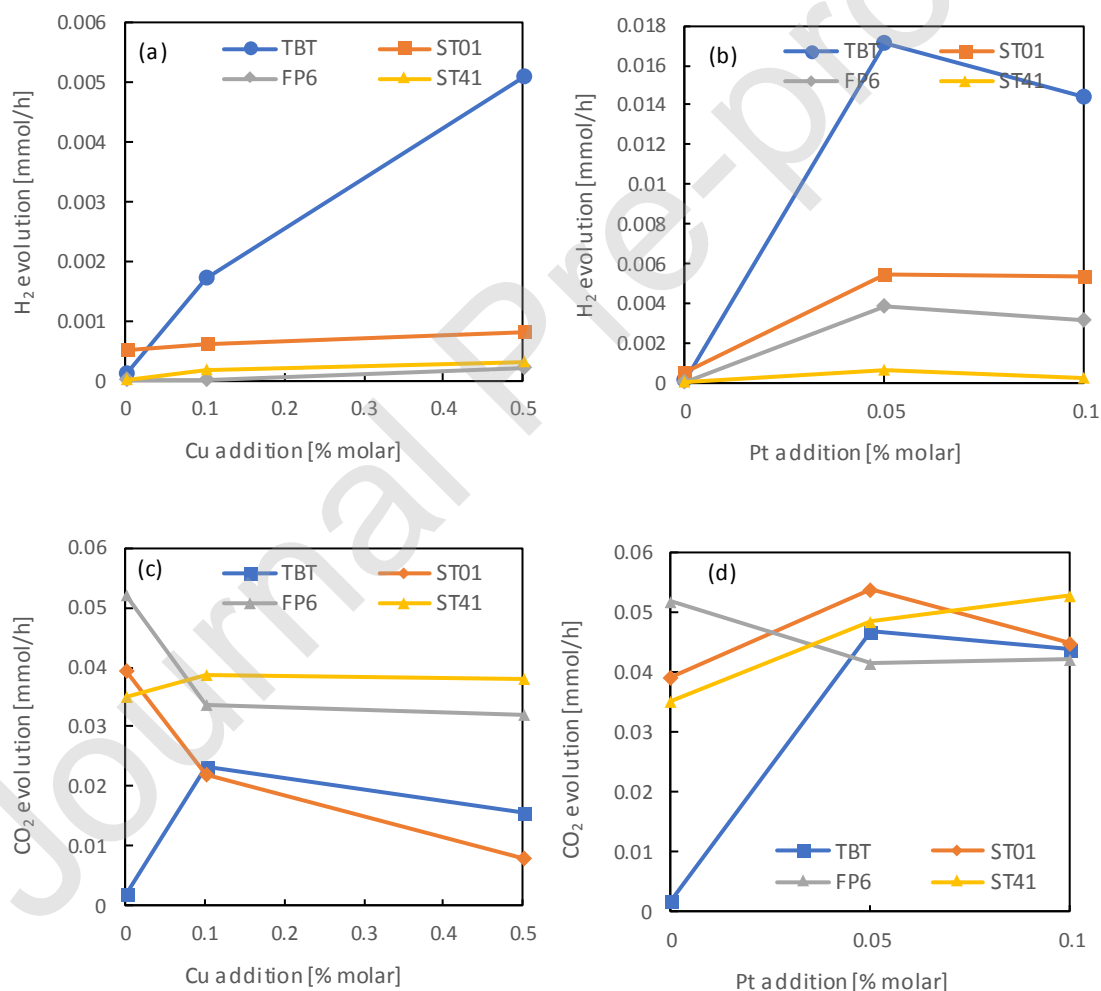 0.006
0.005
0.004
0.003
0.002
0.001
0
H₂ evolution [mmol/h]
(a)
TBT
ST01
FP6
ST41
0
0.1
0.2
0.3
0.4
0.5
Cu addition [% molar]
0.018
0.016
0.014
0.012
0.01
0.008
0.006
0.004
0.002
0
H₂ evolution [mmol/h]
(b)
TBT
ST01
FP6
ST41
0
0.05
0.1
Pt addition [% molar]
0.06
0.05
0.04
0.03
0.02
0.01
0
CO₂ evolution [mmol/h]
(c)
TBT
ST01
FP6
ST41
0
0.1
0.2
0.3
0.4
0.5
Cu addition [% molar]
0.06
0.05
0.04
0.03
0.02
0.01
0
CO₂ evolution [mmol/h]
(d)
TBT
ST01
FP6
ST41
0
0.05
0.1
Pt addition [% molar]
Journal Pre-pro